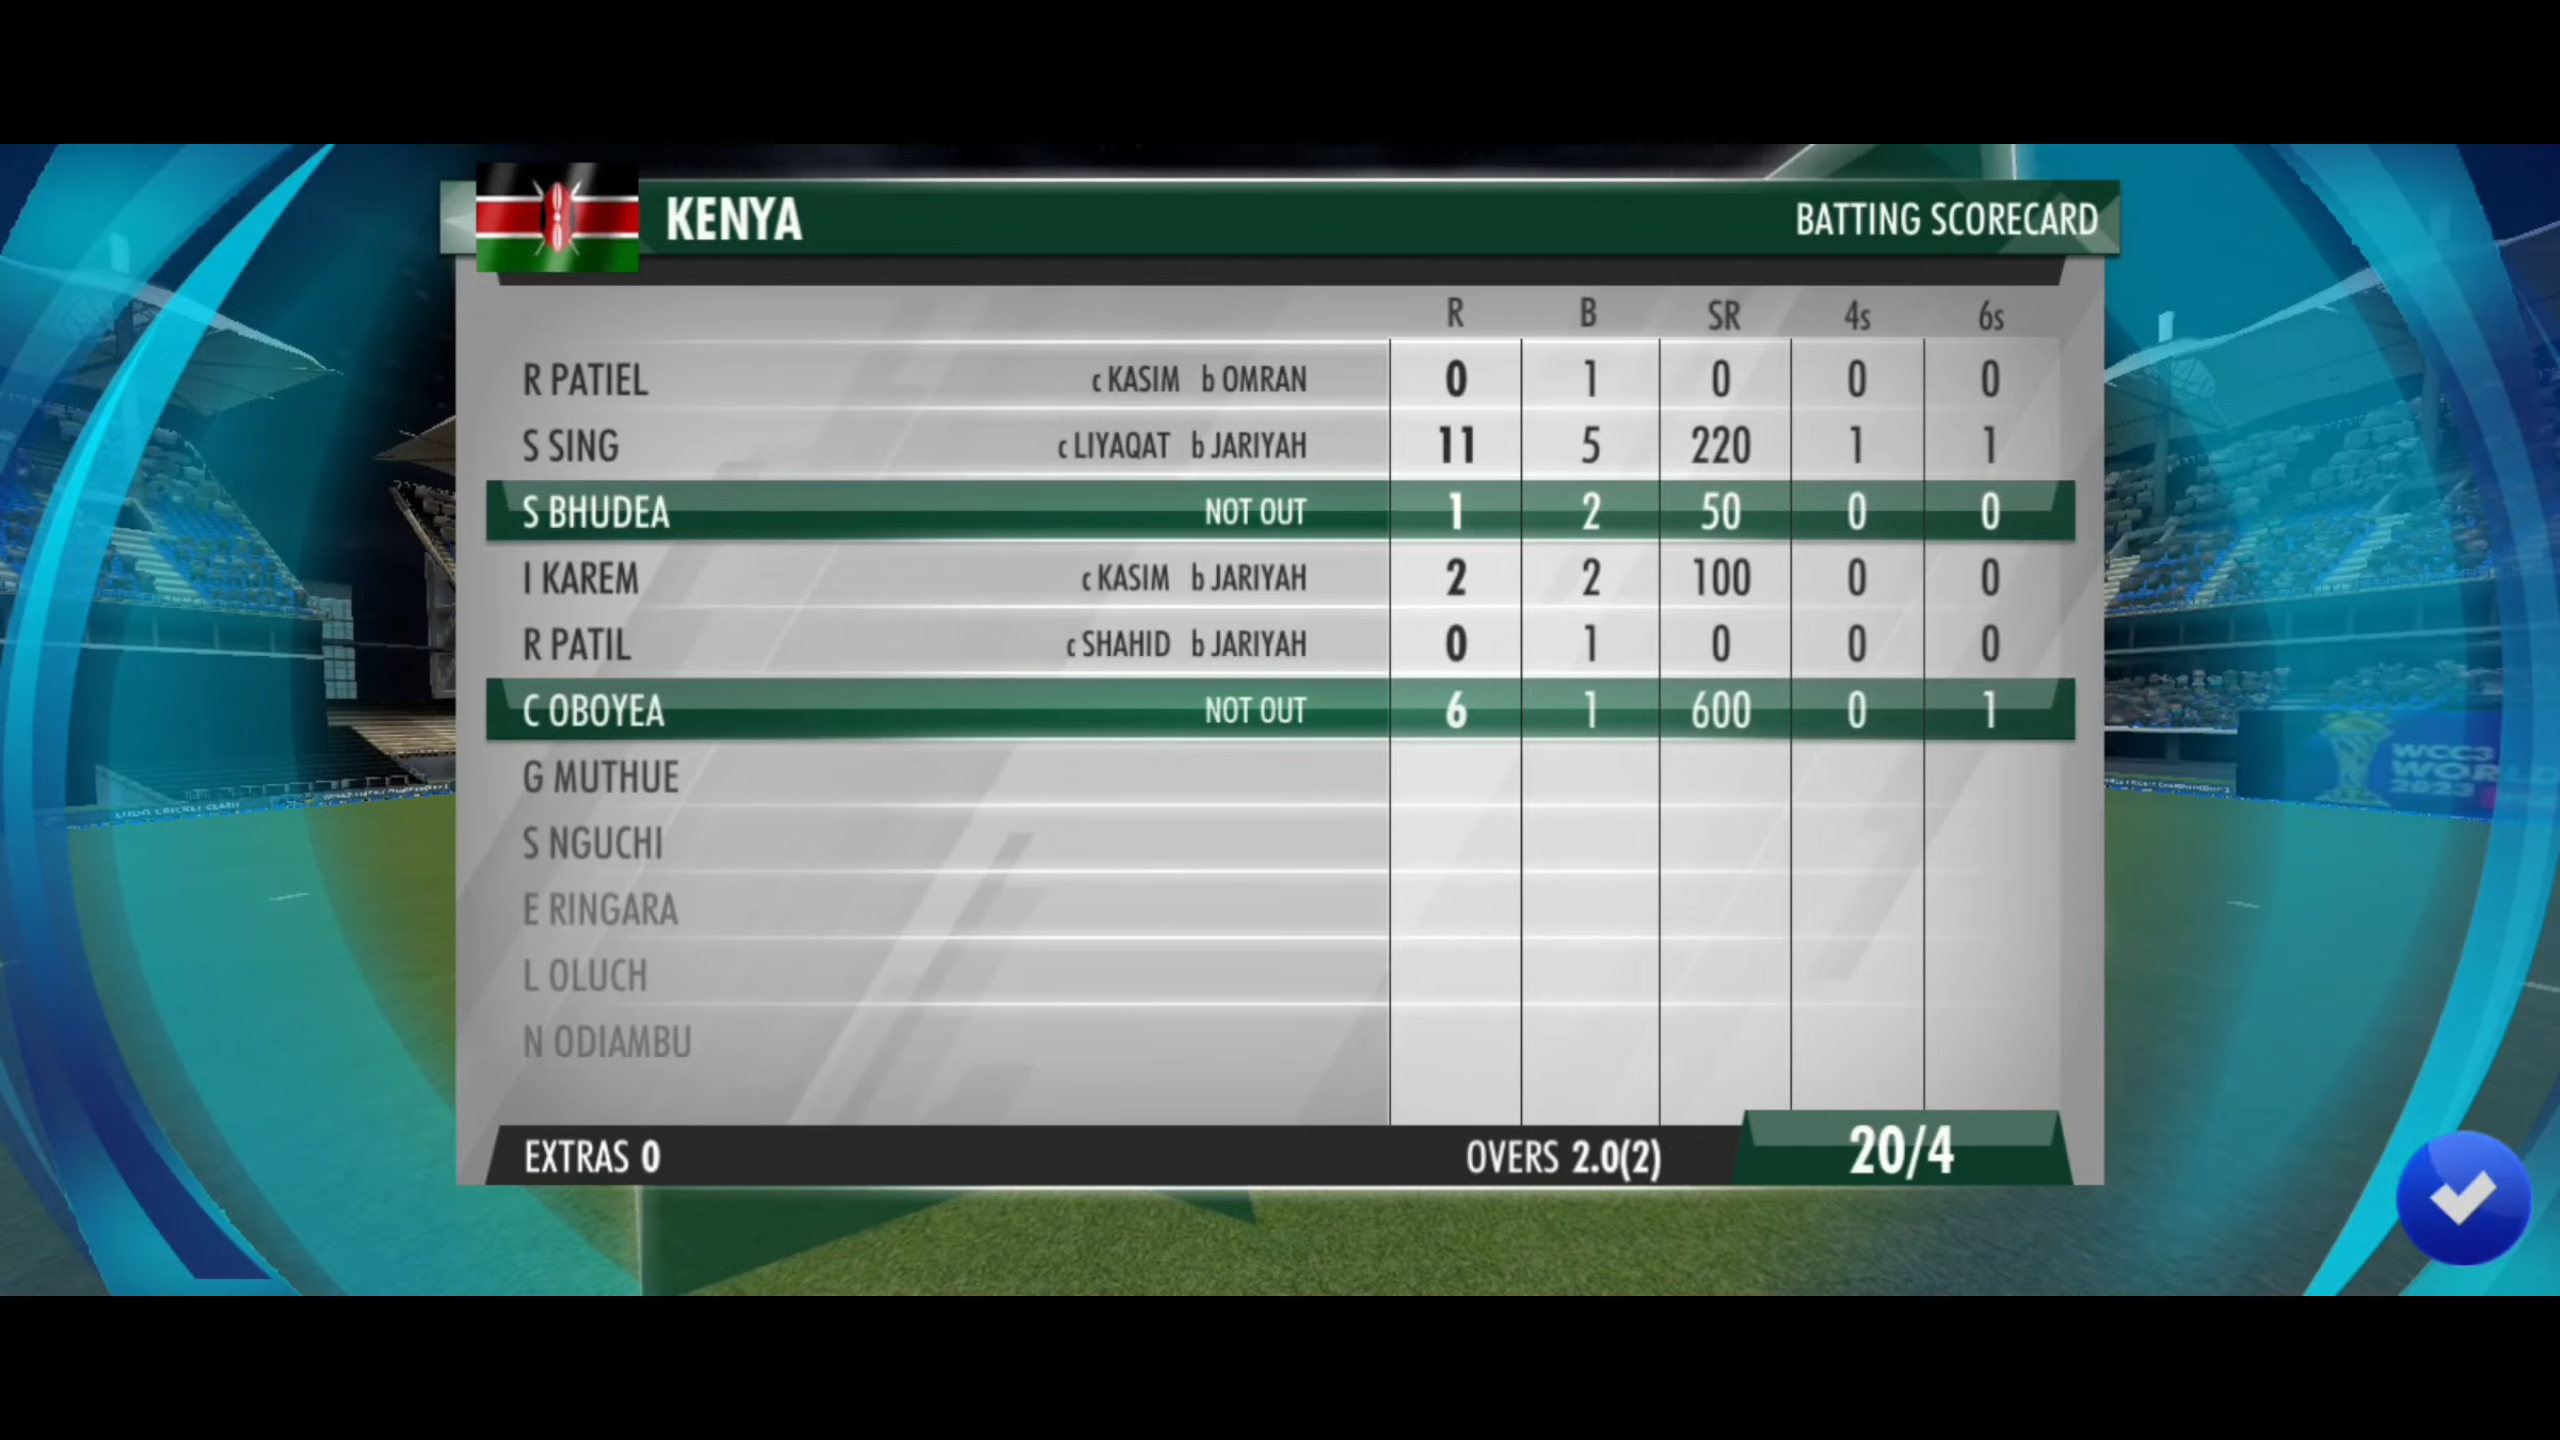 KENYA BATTING SCORECARD
R B SR 4s 6s
R PATIEL c KASIM b OMRAN 0 1 0 0 0
S SING c LIYAQAT b JARIYAH 11 5 220 1 1
S BHUDEA NOT OUT 1 2 50 0 0
I KAREM c KASIM b JARIYAH 2 2 100 0 0
R PATIL c SHAHID b JARIYAH 0 1 0 0 0
C OBOYEA NOT OUT 6 1 600 0 1
G MUTHUE
S NGUCHI
E RINGARA
L OLUCH
N ODIAMBU
EXTRAS 0 OVERS 2.0(2) 20/4
WCC3
2023